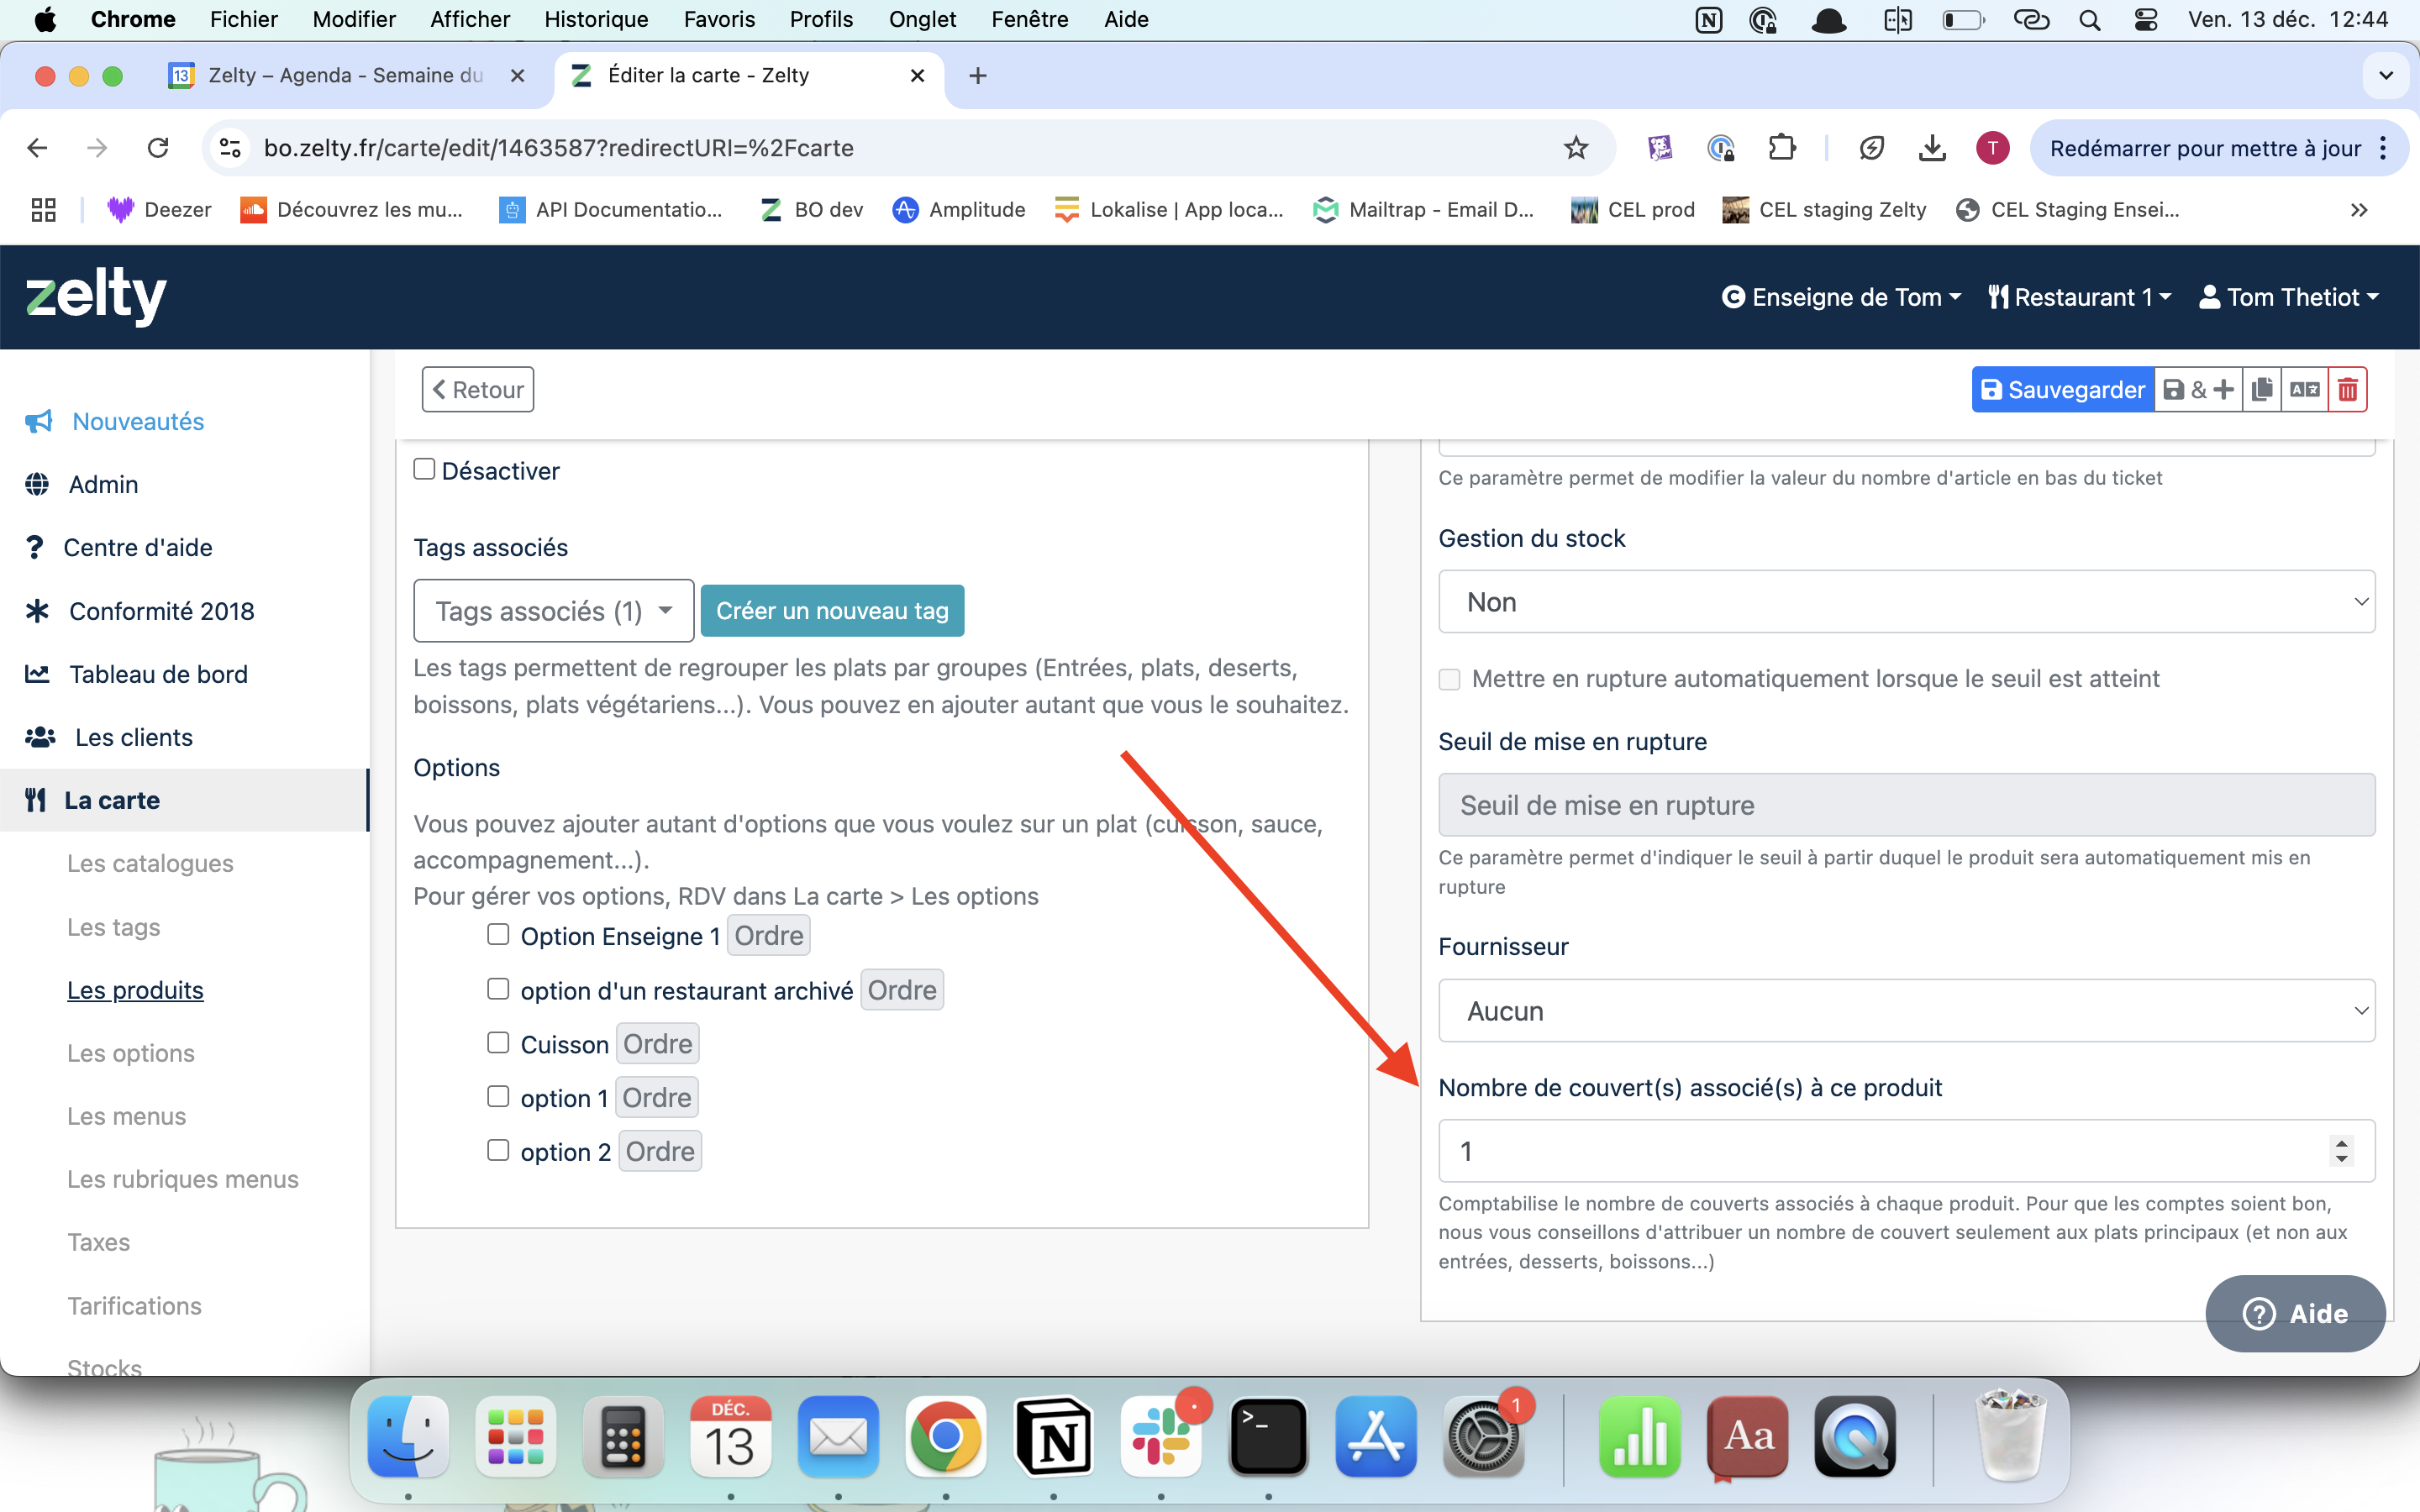 Chrome Fichier Modifier Afficher Historique Favoris Profils Onglet Fenêtre Aide Ven. 13 déc. 12:44
13 Zelty – Agenda - Semaine du Éditer la carte - Zelty
bo.zelty.fr/carte/edit/1463587?redirectURI=%2Fcarte T Redémarrer pour mettre à jour
Deezer Découvrez les mu... API Documentatio... BO dev Amplitude Lokalise | App loca... Mailtrap - Email D... CEL prod CEL staging Zelty CEL Staging Ensei...
zelty Enseigne de Tom Restaurant 1 Tom Thetiot
Retour Sauvegarder & +
Nouveautés
Admin
Centre d'aide
Conformité 2018
Tableau de bord
Les clients
La carte
Les catalogues
Les tags
Les produits
Les options
Les menus
Les rubriques menus
Taxes
Tarifications
Stocks
Désactiver
Tags associés
Tags associés (1) Créer un nouveau tag
Les tags permettent de regrouper les plats par groupes (Entrées, plats, deserts,
boissons, plats végétariens...). Vous pouvez en ajouter autant que vous le souhaitez.
Options
Vous pouvez ajouter autant d'options que vous voulez sur un plat (cuisson, sauce,
accompagnement...).
Pour gérer vos options, RDV dans La carte > Les options
Option Enseigne 1 Ordre
option d'un restaurant archivé Ordre
Cuisson Ordre
option 1 Ordre
option 2 Ordre
Ce paramètre permet de modifier la valeur du nombre d'article en bas du ticket
Gestion du stock
Non
Mettre en rupture automatiquement lorsque le seuil est atteint
Seuil de mise en rupture
Seuil de mise en rupture
Ce paramètre permet d'indiquer le seuil à partir duquel le produit sera automatiquement mis en
rupture
Fournisseur
Aucun
Nombre de couvert(s) associé(s) à ce produit
1
Comptabilise le nombre de couverts associés à chaque produit. Pour que les comptes soient bon,
nous vous conseillons d'attribuer un nombre de couvert seulement aux plats principaux (et non aux
entrées, desserts, boissons...)
Aide
DÉC.
13
1
Aa